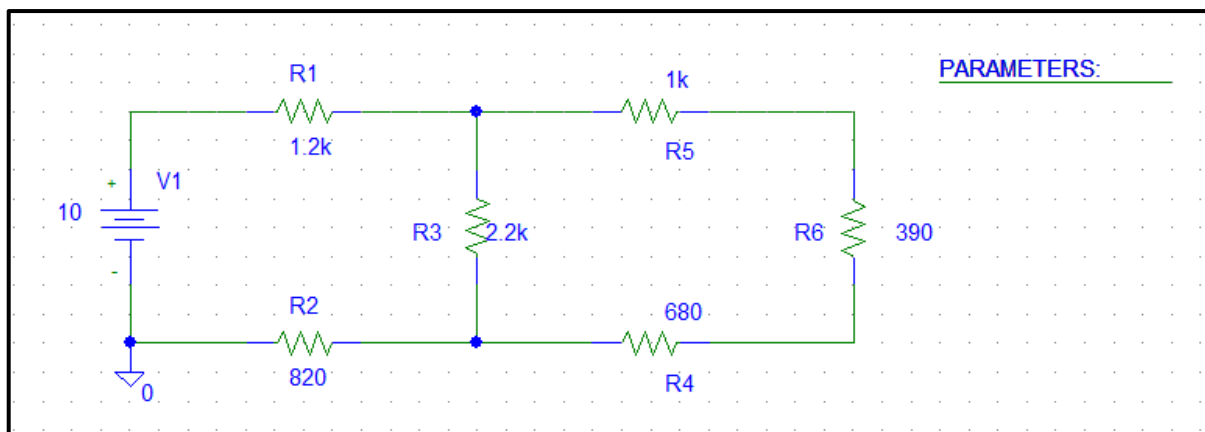 PARAMETERS:
R1
1k
1.2k
R5
+
V1
10
R3
2.2k
R6
390
-
R2
680
820
R4
0